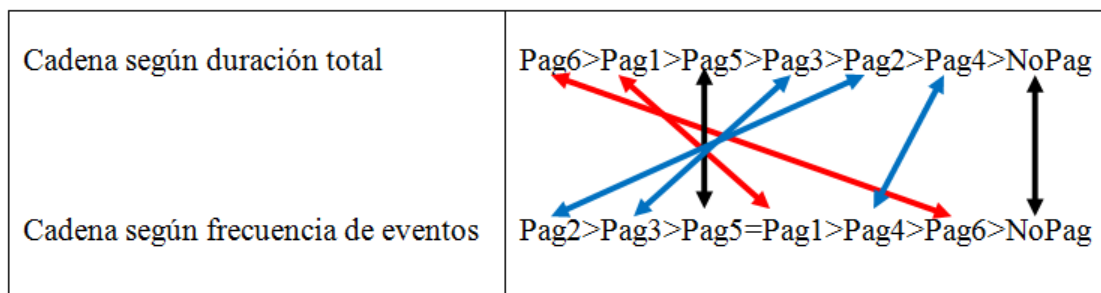 Cadena según duración total
Pag6>Pag1>Pag5>Pag3>Pag2>Pag4>NoPag
Cadena según frecuencia de eventos
Pag2>Pag3>Pag5=Pag1>Pag4>Pag6>NoPag